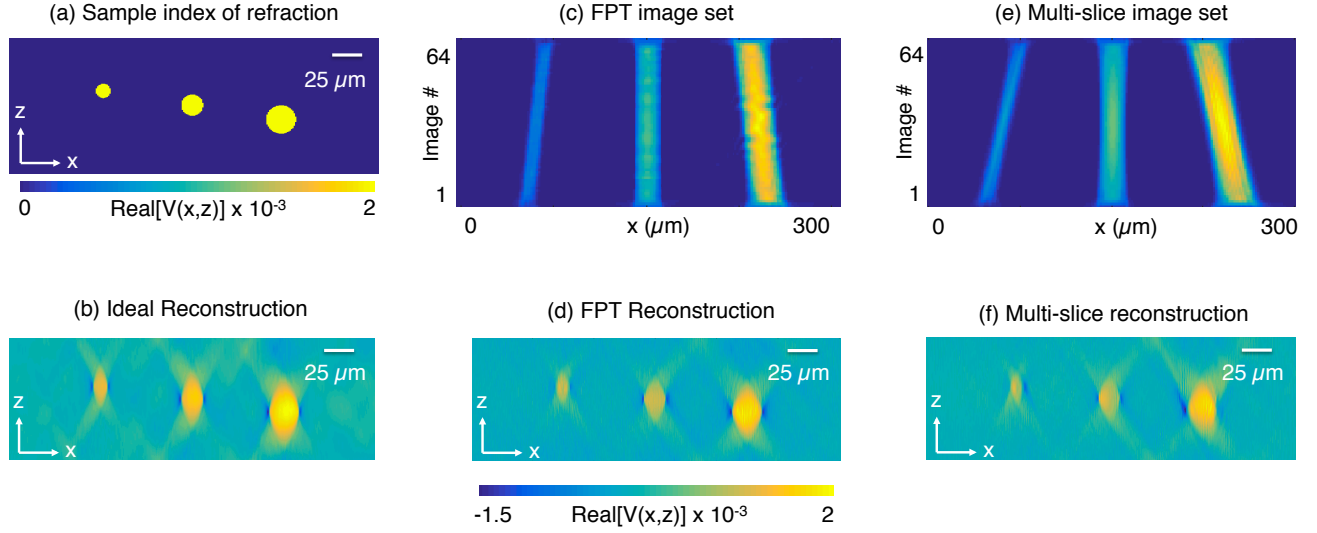 (a) Sample index of refraction
25 µm
z
x
0 Real[V(x,z)] x 10⁻³ 2
(b) Ideal Reconstruction
25 µm
z
x
(c) FPT image set
64
Image #
1
0 x (µm) 300
(d) FPT Reconstruction
25 µm
z
x
-1.5 Real[V(x,z)] x 10⁻³ 2
(e) Multi-slice image set
64
Image #
1
0 x (µm) 300
(f) Multi-slice reconstruction
25 µm
z
x